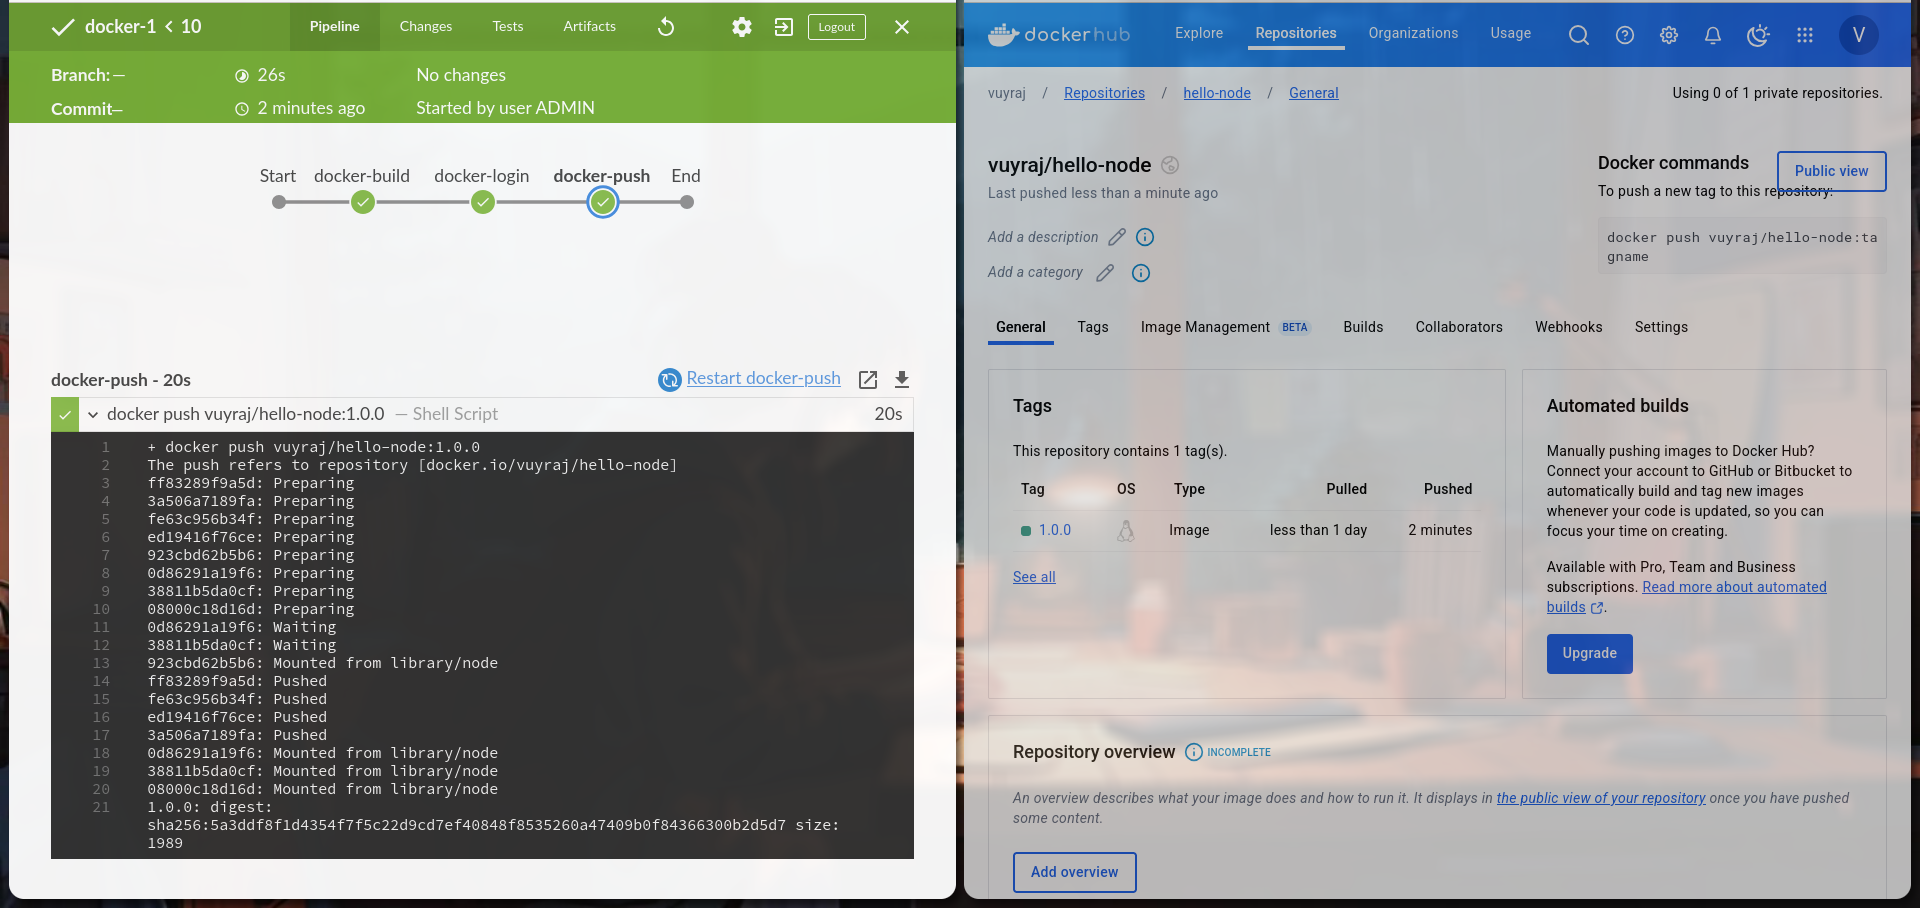 docker-1 < 10
Pipeline
Changes
Tests
Artifacts
Logout
Branch: —
26s
No changes
Commit—
2 minutes ago
Started by user ADMIN
Start
docker-build
docker-login
docker-push
End
docker-push - 20s
Restart docker-push
docker push vuyraj/hello-node:1.0.0 — Shell Script
20s
1 + docker push vuyraj/hello-node:1.0.0
2 The push refers to repository [docker.io/vuyraj/hello-node]
3 ff83289f9a5d: Preparing
4 3a506a7189fa: Preparing
5 fe63c956b34f: Preparing
6 ed19416f76ce: Preparing
7 923cbd62b5b6: Preparing
8 0d86291a19f6: Preparing
9 38811b5da0cf: Preparing
10 08000c18d16d: Preparing
11 0d86291a19f6: Waiting
12 38811b5da0cf: Waiting
13 923cbd62b5b6: Mounted from library/node
14 ff83289f9a5d: Pushed
15 fe63c956b34f: Pushed
16 ed19416f76ce: Pushed
17 3a506a7189fa: Pushed
18 0d86291a19f6: Mounted from library/node
19 38811b5da0cf: Mounted from library/node
20 08000c18d16d: Mounted from library/node
21 1.0.0: digest:
sha256:5a3ddf8f1d4354f7f5c22d9cd7ef40848f8535260a47409b0f84366300b2d5d7 size:
1989
dockerhub
Explore
Repositories
Organizations
Usage
V
vuyraj / Repositories / hello-node / General
Using 0 of 1 private repositories.
vuyraj/hello-node
Last pushed less than a minute ago
Add a description
Add a category
Docker commands
Public view
To push a new tag to this repository:
docker push vuyraj/hello-node:ta
gname
General
Tags
Image Management BETA
Builds
Collaborators
Webhooks
Settings
Tags
This repository contains 1 tag(s).
Tag OS Type Pulled Pushed
1.0.0 Image less than 1 day 2 minutes
See all
Automated builds
Manually pushing images to Docker Hub?
Connect your account to GitHub or Bitbucket to
automatically build and tag new images
whenever your code is updated, so you can
focus your time on creating.
Available with Pro, Team and Business
subscriptions. Read more about automated
builds .
Upgrade
Repository overview INCOMPLETE
An overview describes what your image does and how to run it. It displays in the public view of your repository once you have pushed
some content.
Add overview